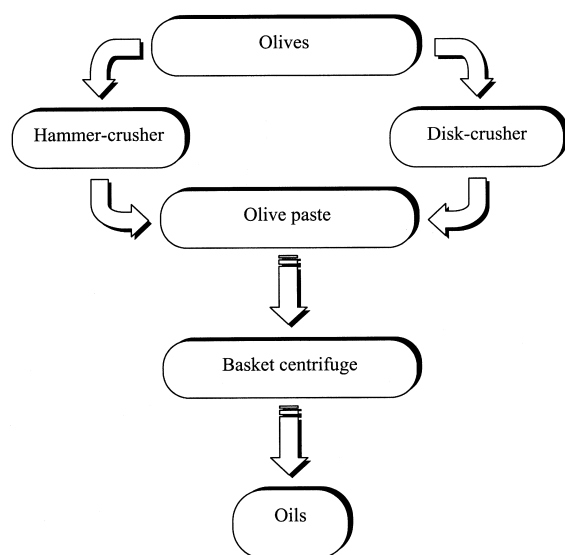 Olives
Hammer-crusher
Disk-crusher
Olive paste
Basket centrifuge
Oils